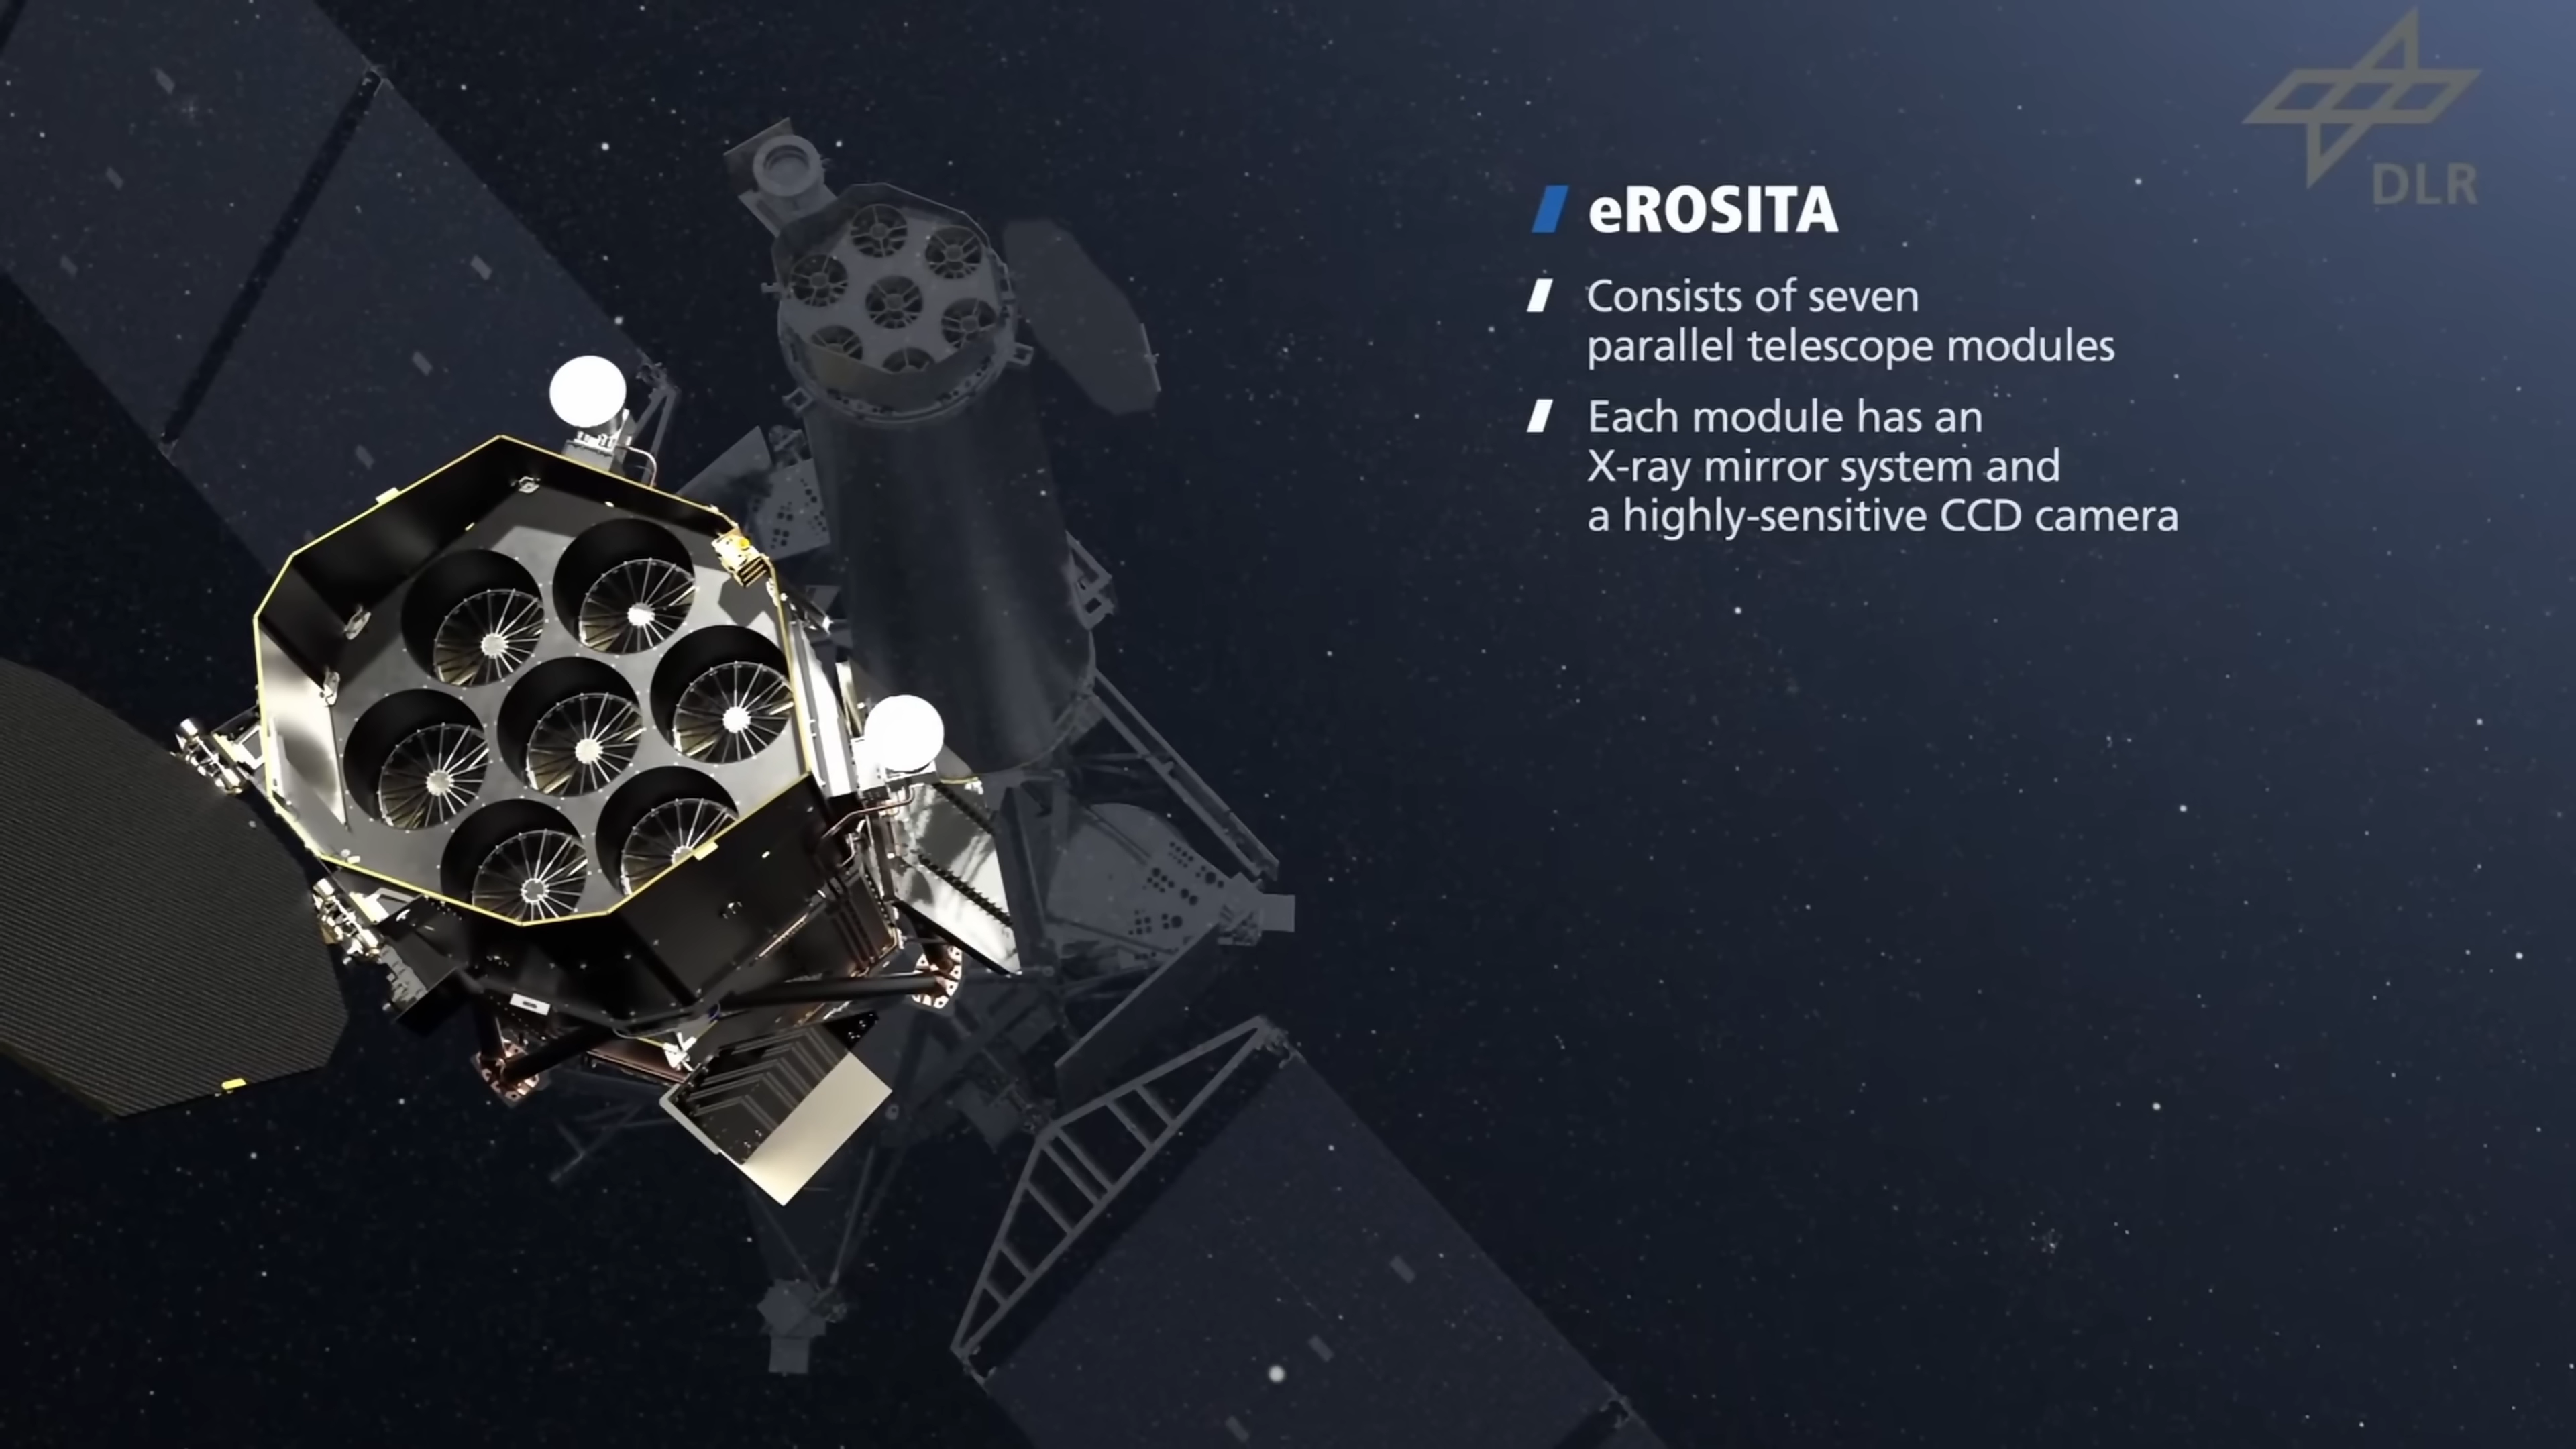 DLR
eROSITA
Consists of seven
parallel telescope modules
Each module has an
X-ray mirror system and
a highly-sensitive CCD camera